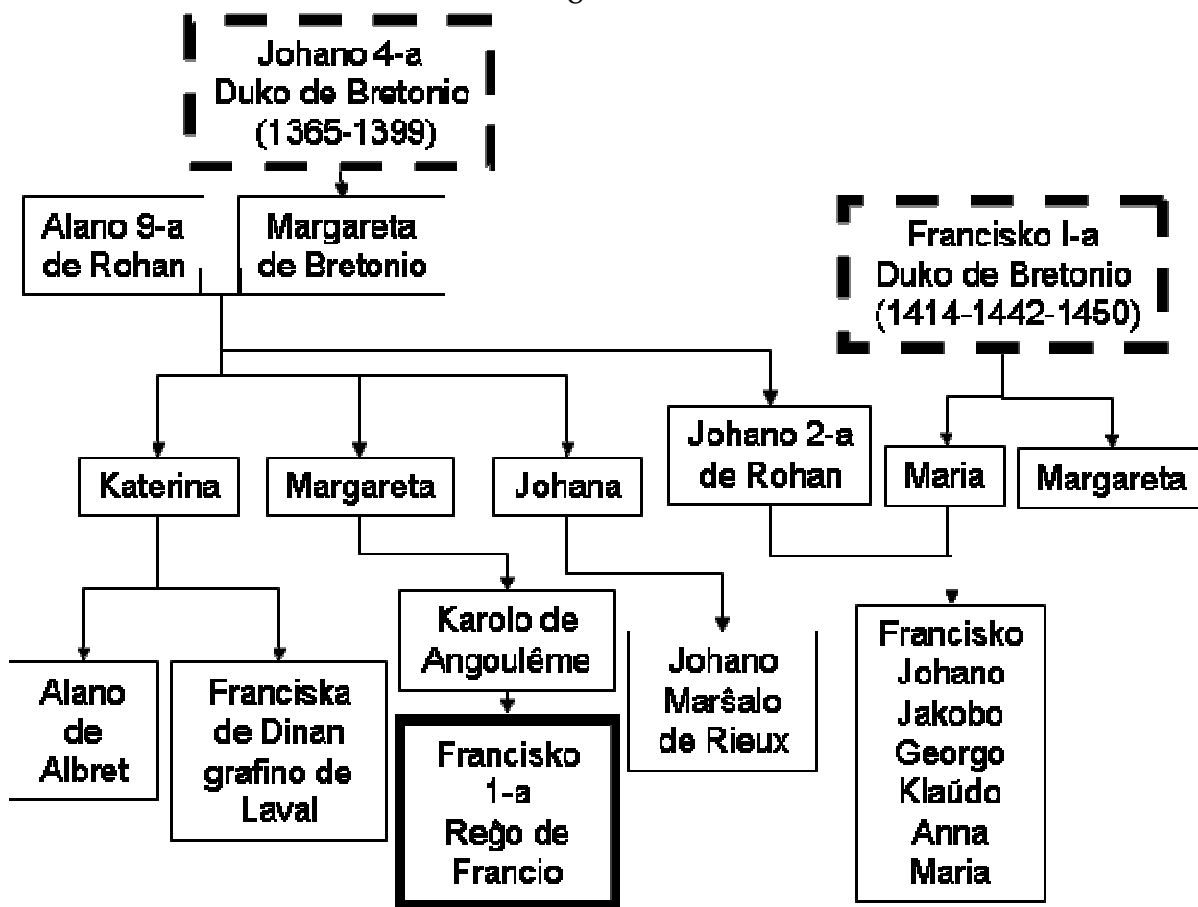 Johano 4-a
Duko de Bretonio
(1365-1399)
Alano 9-a
de Rohan
Margareta
de Bretonio
Francisko I-a
Duko de Bretonio
(1414-1442-1450)
Katerina
Margareta
Johana
Johano 2-a
de Rohan
Maria
Margareta
Alano
de
Albret
Franciska
de Dinan
grafino de
Laval
Karolo de
Angoulême
Francisko
1-a
Reĝo de
Francio
Johano
Marŝalo
de Rieux
Francisko
Johano
Jakobo
Georgo
Klaúdo
Anna
Maria